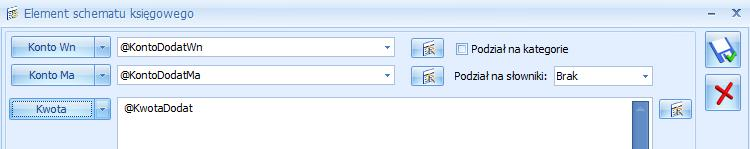 Element schematu księgowego
Konto Wn @KontoDodatWn Podział na kategorie
Konto Ma @KontoDodatMa Podział na słowniki: Brak
Kwota @KwotaDodat